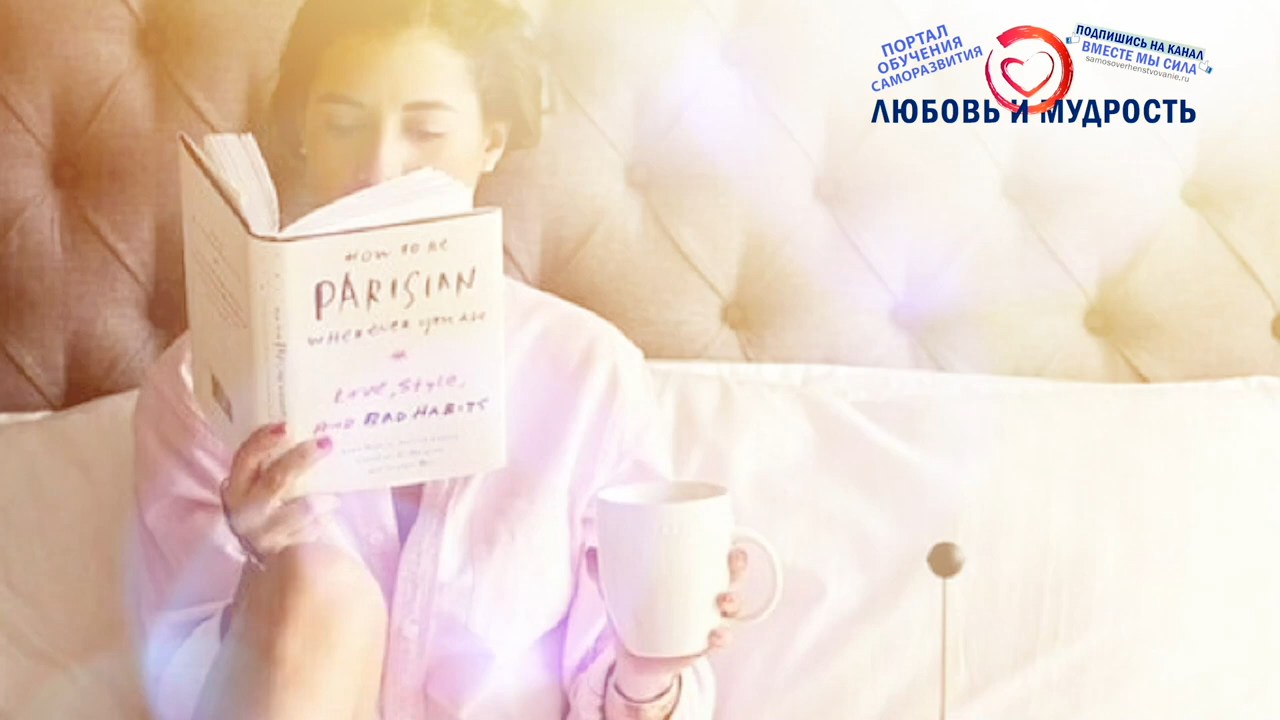 ПОРТАЛ
ОБУЧЕНИЯ
САМОРАЗВИТИЯ
ПОДПИШИСЬ НА КАНАЛ
ВМЕСТЕ МЫ СИЛА
samosoverhenstvovanie.ru
ЛЮБОВЬ И МУДРОСТЬ
HOW TO BE
PARISIAN
WHEREVER YOU ARE
LOVE, STYLE,
AND BAD HABITS